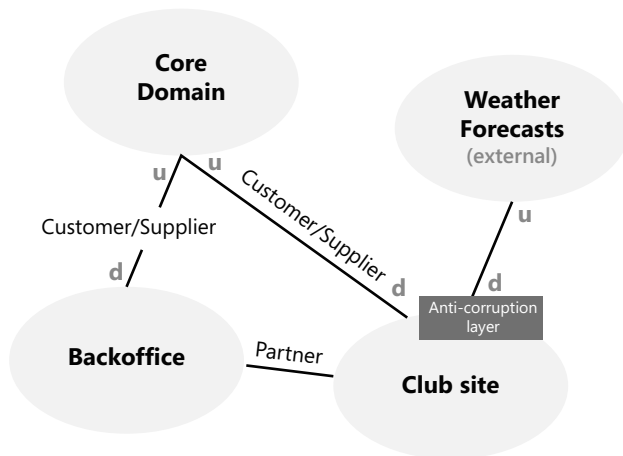 Core
Domain
Weather
Forecasts
(external)
u
u
u
Customer/Supplier
Customer/Supplier
d
d
d
Anti-corruption
layer
Backoffice
Partner
Club site